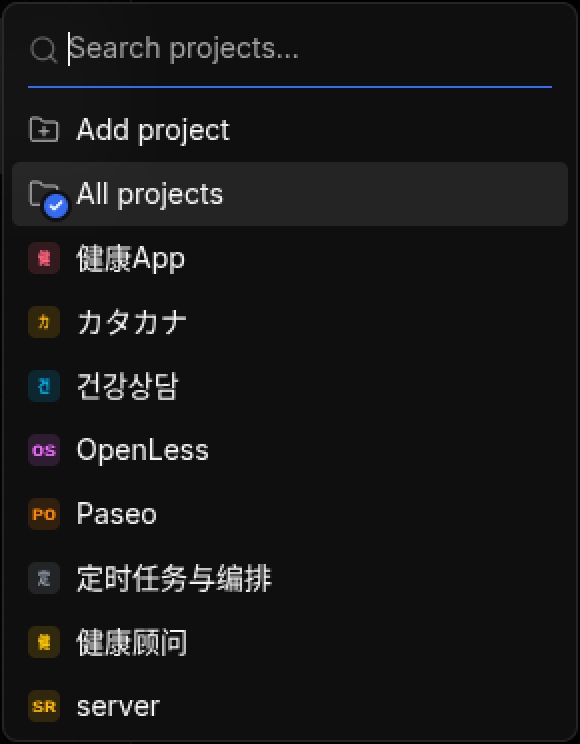 Search projects...
Add project
All projects
健 健康App
カ カタカナ
건 건강상담
OS OpenLess
PO Paseo
定 定时任务与编排
健 健康顾问
SR server